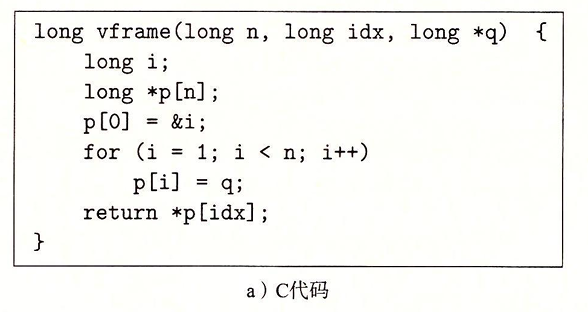 long vframe(long n, long idx, long *q)  {
    long i;
    long *p[n];
    p[0] = &i;
    for (i = 1; i < n; i++)
        p[i] = q;
    return *p[idx];
}
a）C代码